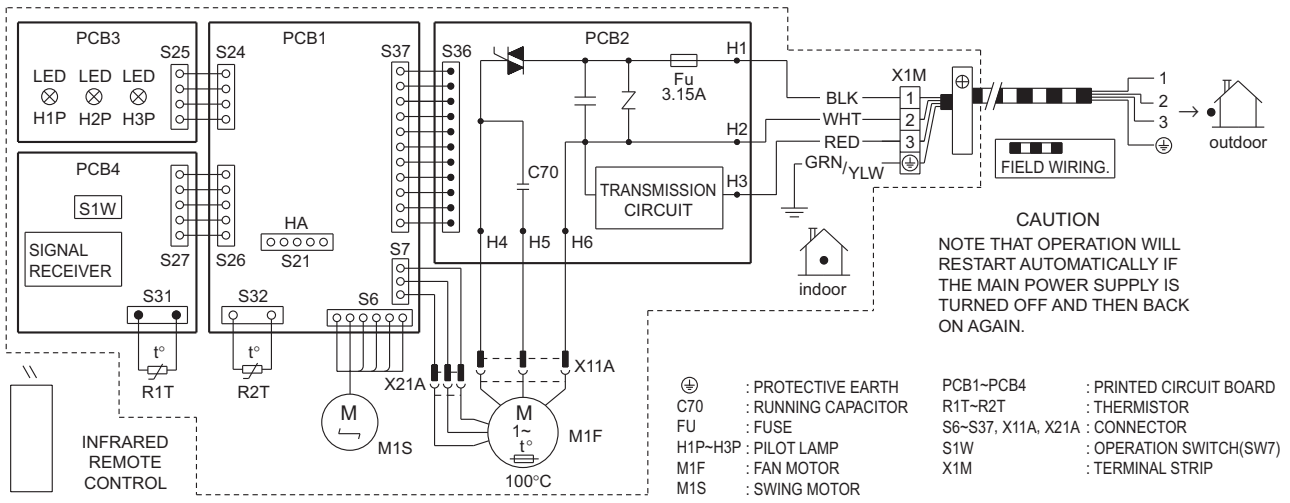 PCB3
S25
LED LED LED
H1P H2P H3P
S24
PCB1
S37
S36
PCB2
H1
Fu
3.15A
H2
H3
TRANSMISSION
CIRCUIT
C70
H4
H5
H6
BLK
WHT
RED
GRN/YLW
X1M
1
2
3
1
2
3
outdoor
FIELD WIRING.
indoor
PCB4
S1W
SIGNAL
RECEIVER
S27
S26
HA
S21
S7
S6
S31
t°
R1T
S32
t°
R2T
X21A
X11A
M
M1S
M
1~
t°
M1F
100°C
INFRARED
REMOTE
CONTROL
CAUTION
NOTE THAT OPERATION WILL
RESTART AUTOMATICALLY IF
THE MAIN POWER SUPPLY IS
TURNED OFF AND THEN BACK
ON AGAIN.
: PROTECTIVE EARTH
C70 : RUNNING CAPACITOR
FU : FUSE
H1P~H3P : PILOT LAMP
M1F : FAN MOTOR
M1S : SWING MOTOR
PCB1~PCB4 : PRINTED CIRCUIT BOARD
R1T~R2T : THERMISTOR
S6~S37, X11A, X21A : CONNECTOR
S1W : OPERATION SWITCH(SW7)
X1M : TERMINAL STRIP